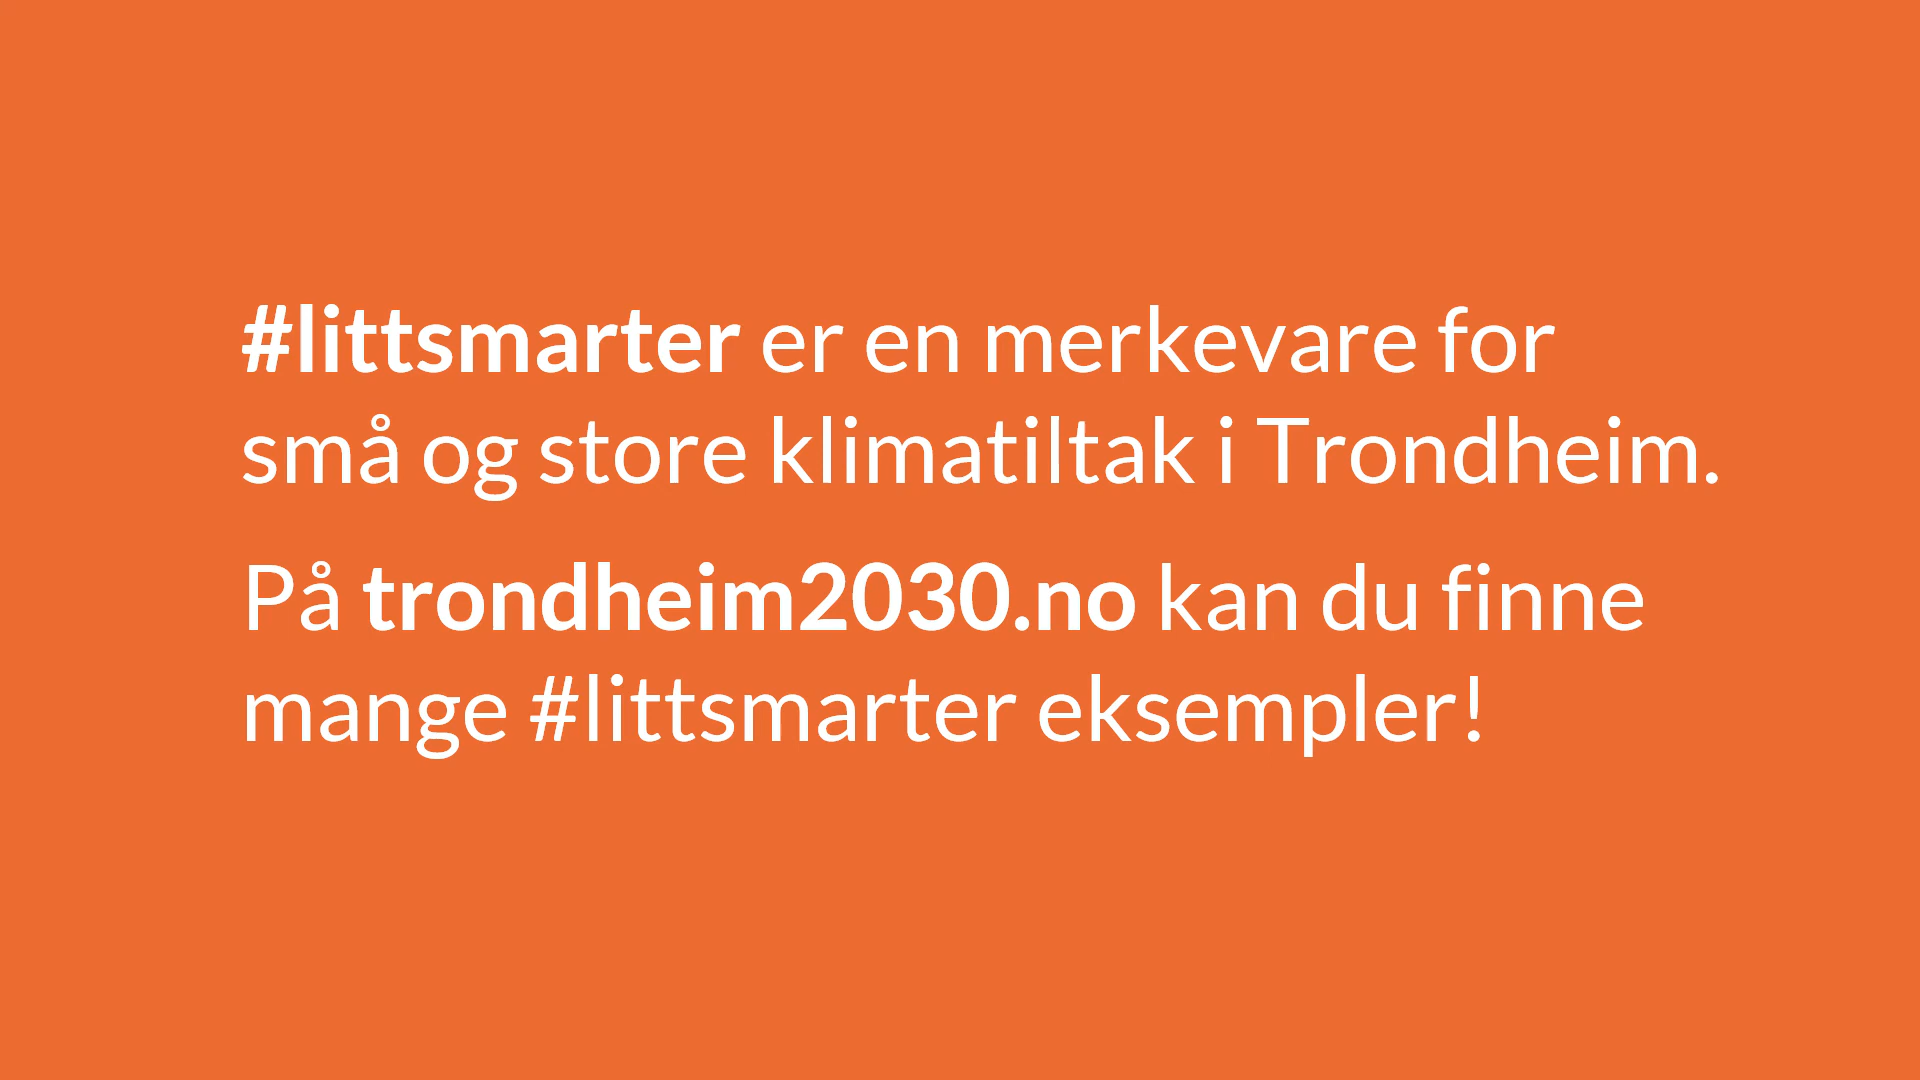 #littsmarter er en merkevare for
små og store klimatiltak i Trondheim.
På trondheim2030.no kan du finne
mange #littsmarter eksempler!